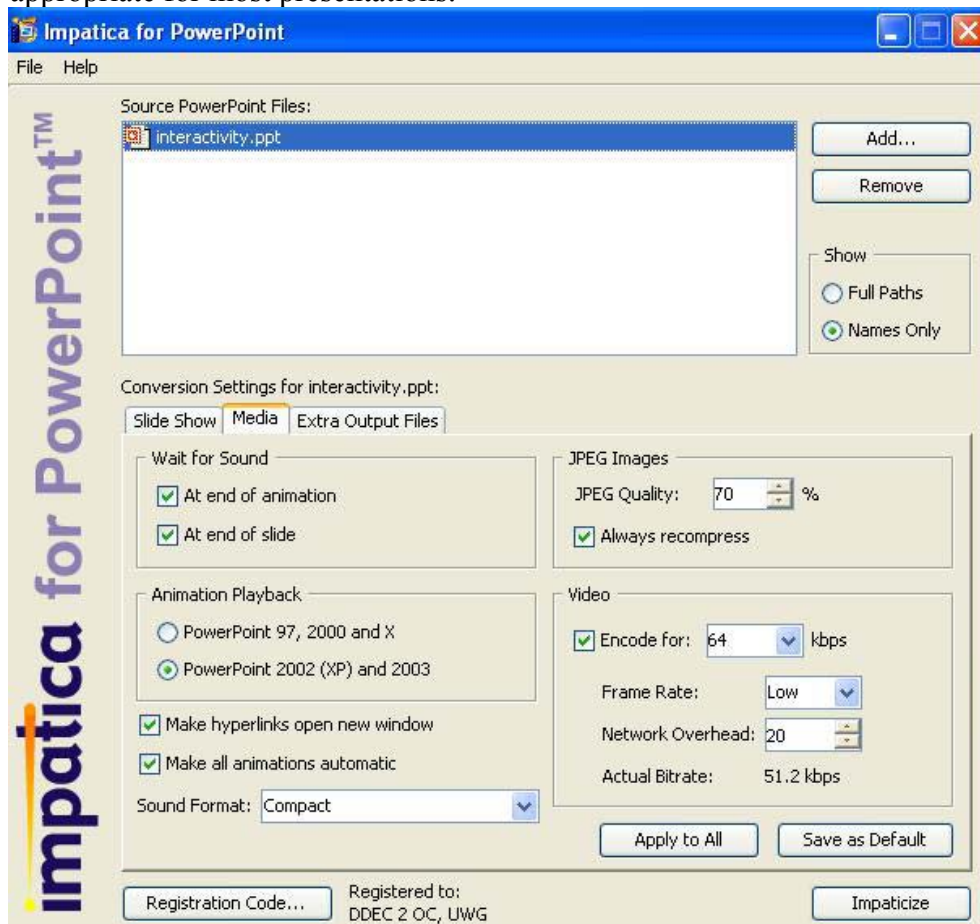 appropriate for most presentations.
Impatica for PowerPoint
File Help
impatica for PowerPoint™
Source PowerPoint Files:
interactivity.ppt
Add...
Remove
Show
Full Paths
Names Only
Conversion Settings for interactivity.ppt:
Slide Show Media Extra Output Files
Wait for Sound
At end of animation
At end of slide
JPEG Images
JPEG Quality: 70 %
Always recompress
Animation Playback
PowerPoint 97, 2000 and X
PowerPoint 2002 (XP) and 2003
Video
Encode for: 64 kbps
Frame Rate: Low
Network Overhead: 20
Actual Bitrate: 51.2 kbps
Make hyperlinks open new window
Make all animations automatic
Sound Format: Compact
Apply to All Save as Default
Registration Code... Registered to:
DDEC 2 OC, UWG
Impaticize